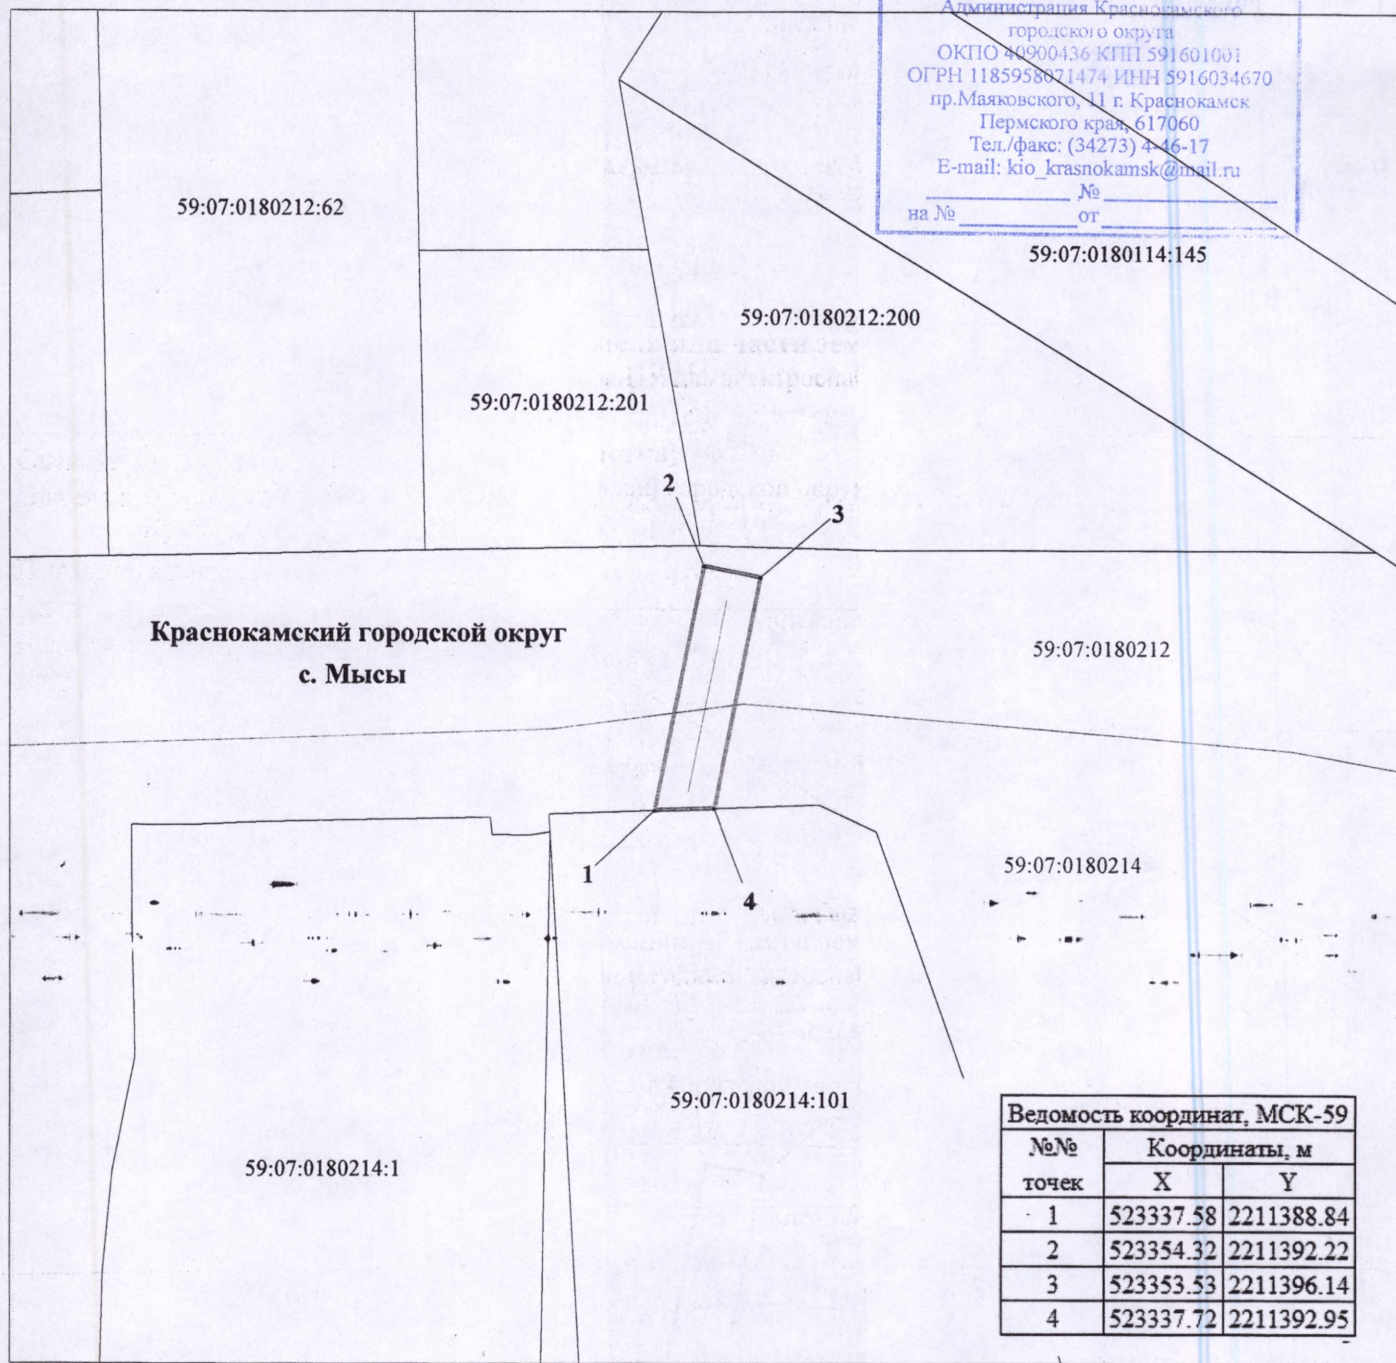 Администрация Краснокамского
городского округа
ОКПО 40900436 КПП 591601001
ОГРН 1185958071474 ИНН 5916034670
пр.Маяковского, 11 г. Краснокамск
Пермского края, 617060
Тел./факс: (34273) 4-46-17
E-mail: kio_krasnokamsk@mail.ru
№
на № от
59:07:0180212:62
59:07:0180114:145
59:07:0180212:200
59:07:0180212:201
2
3
Краснокамский городской округ
с. Мысы
59:07:0180212
59:07:0180214
1
4
59:07:0180214:101
59:07:0180214:1
Ведомость координат, МСК-59
№№ Координаты, м
точек X Y
1 523337.58 2211388.84
2 523354.32 2211392.22
3 523353.53 2211396.14
4 523337.72 2211392.95